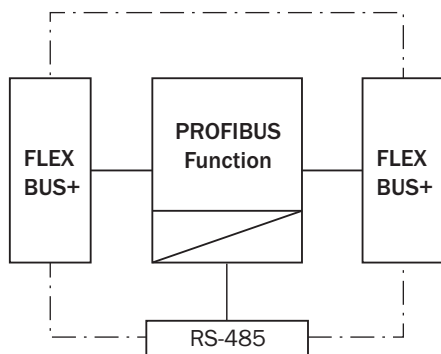 FLEX
BUS+
PROFIBUS
Function
FLEX
BUS+
RS-485